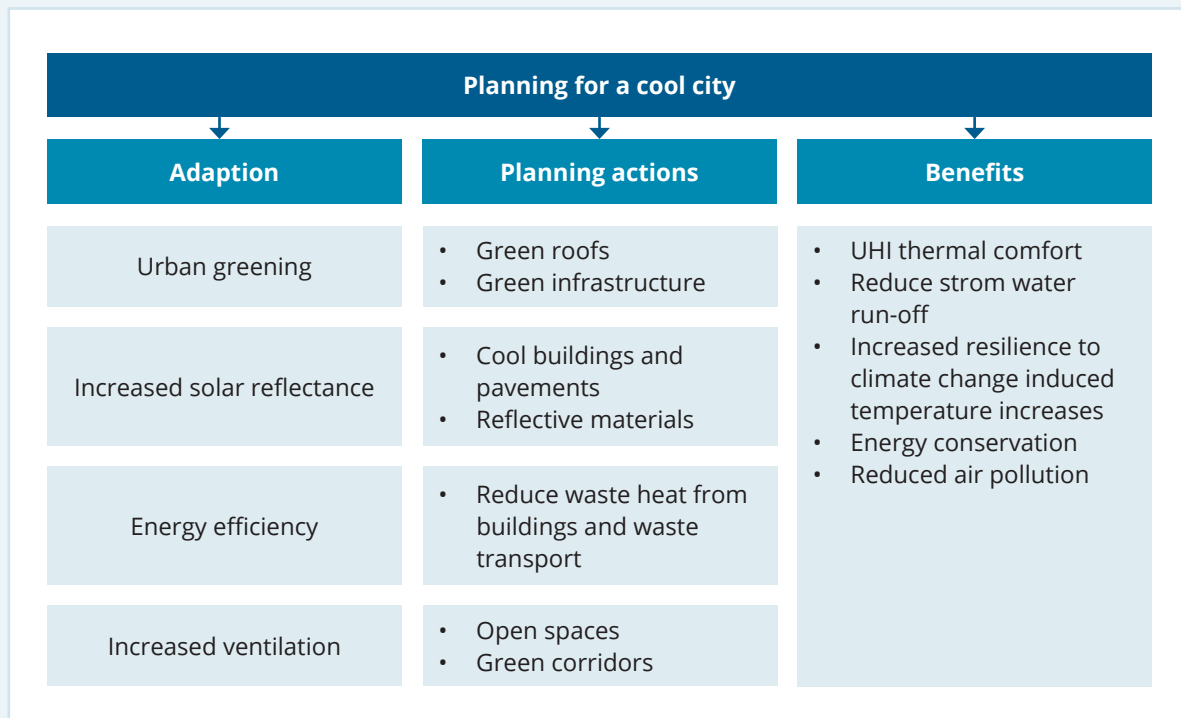 Planning for a cool city
Adaption
Planning actions
Benefits
Urban greening
• Green roofs
• Green infrastructure
Increased solar reflectance
• Cool buildings and
pavements
• Reflective materials
Energy efficiency
• Reduce waste heat from
buildings and waste
transport
Increased ventilation
• Open spaces
• Green corridors
• UHI thermal comfort
• Reduce strom water
run-off
• Increased resilience to
climate change induced
temperature increases
• Energy conservation
• Reduced air pollution